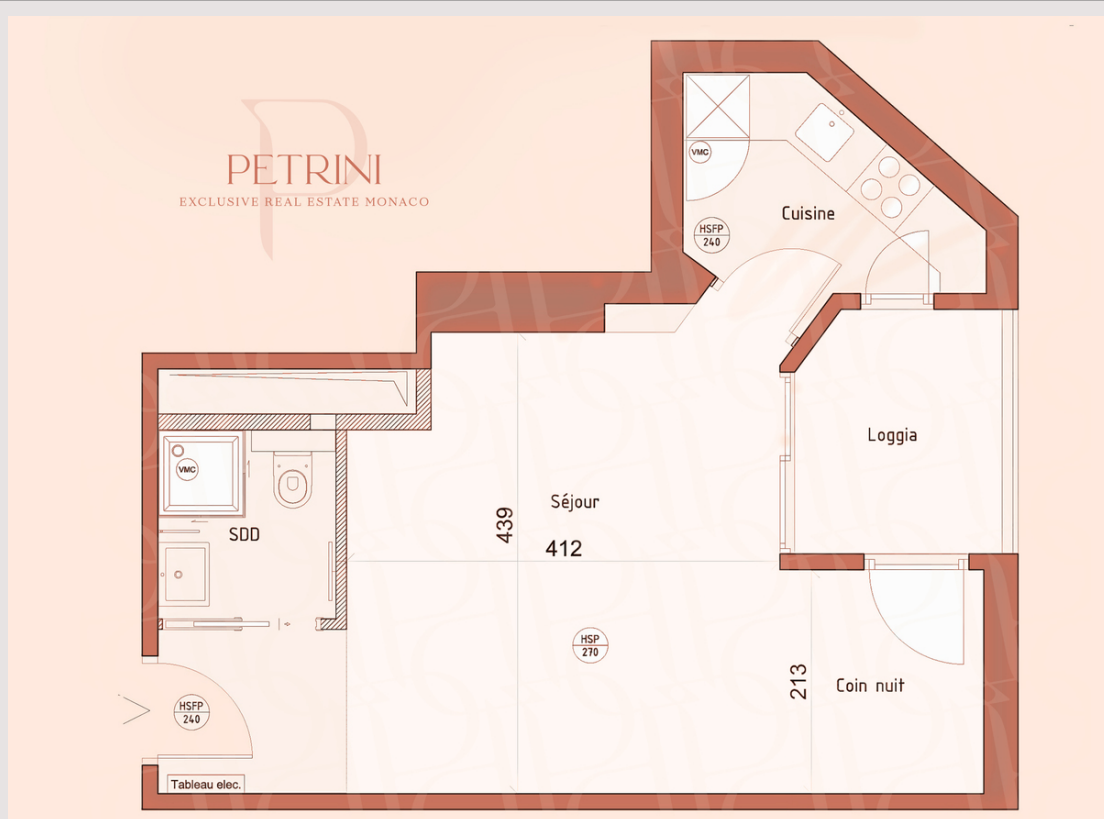 PETRINI
EXCLUSIVE REAL ESTATE MONACO
VMC
Cuisine
HSFP
240
Loggia
VMC
SDD
Séjour
439
412
HSP
270
213
Coin nuit
HSFP
240
Tableau elec.